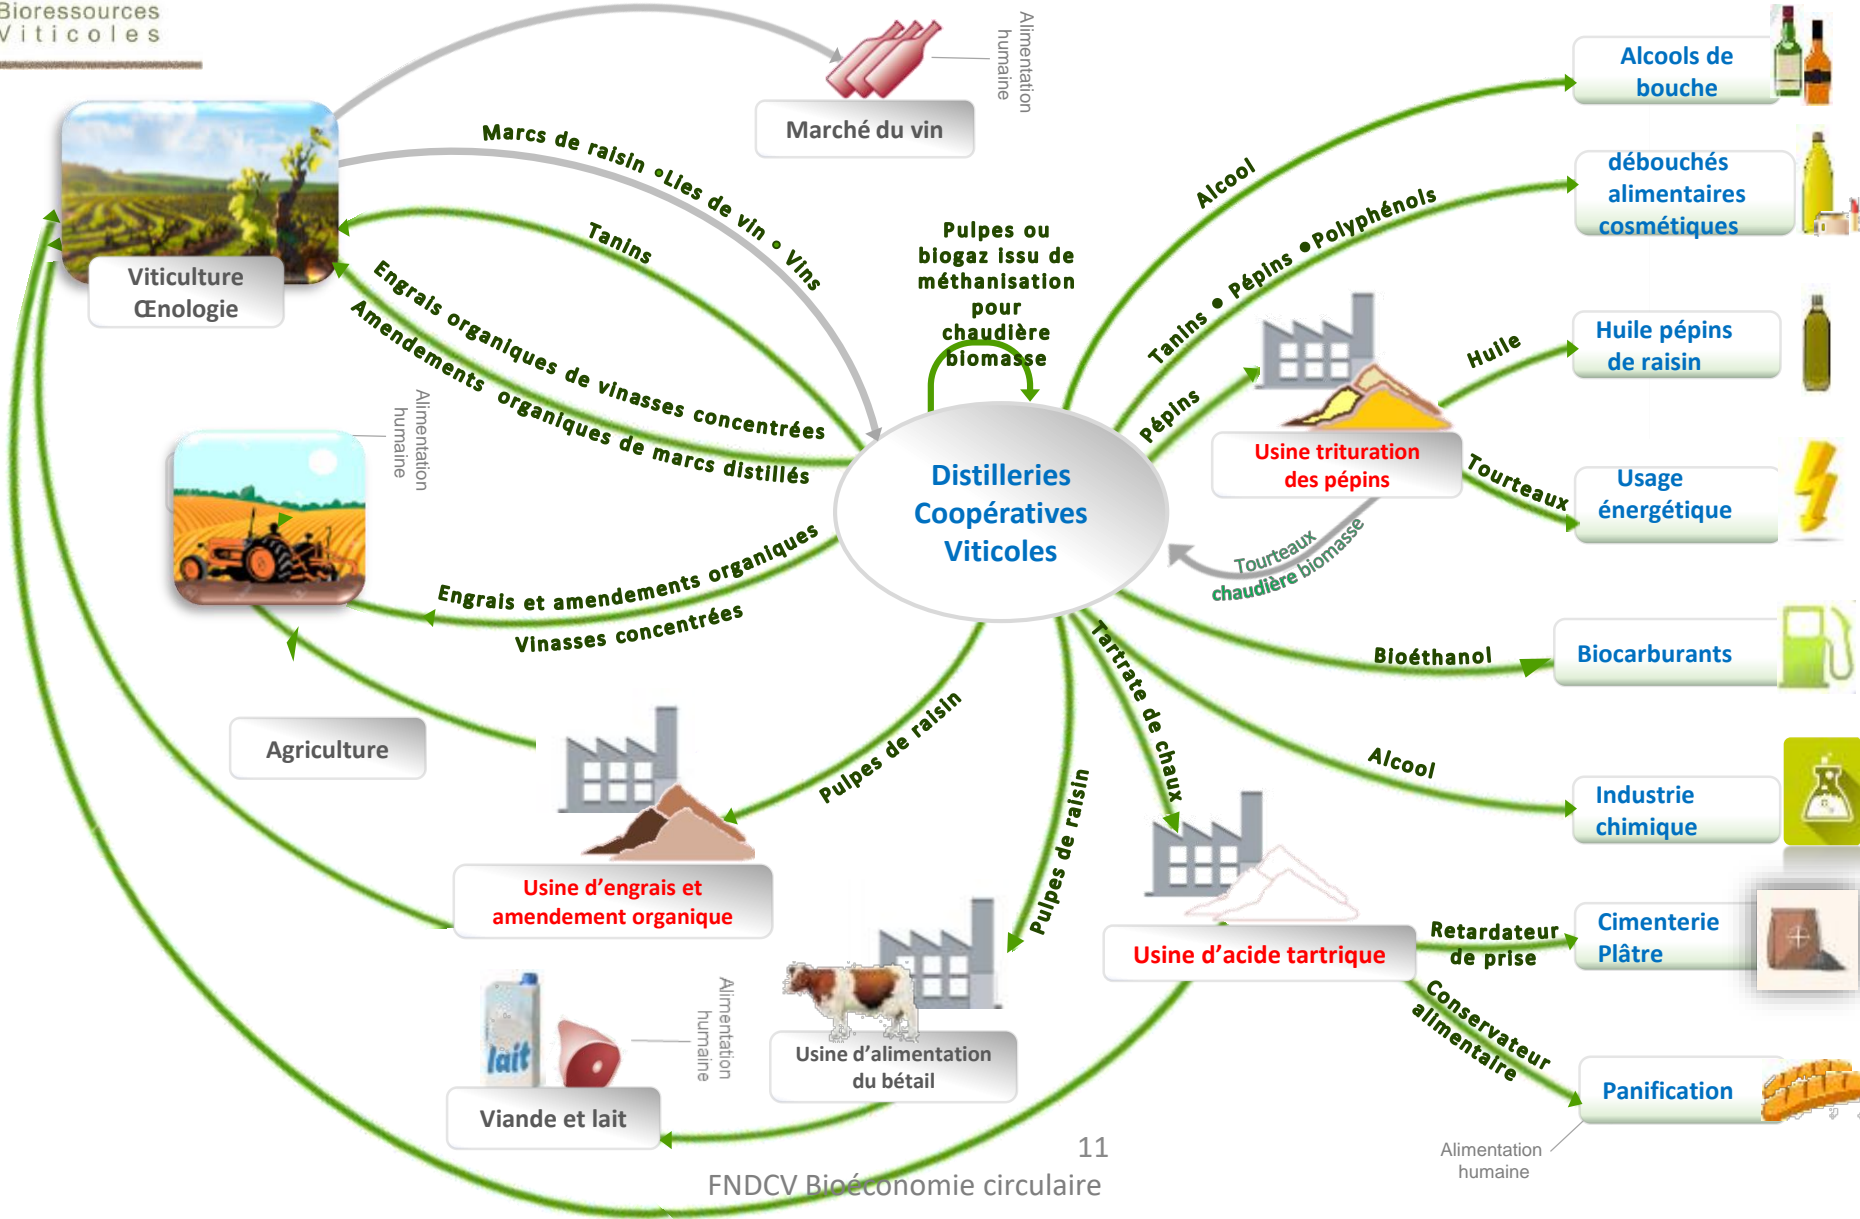 Bioressources
Viticoles
Alimentation
humaine
Marché du vin
Viticulture
Œnologie
Marcs de raisin • Lies de vin • Vins
Tanins
Engrais organiques de vinasses concentrées
Amendements organiques de marcs distillés
Pulpes ou
biogaz issu de
méthanisation
pour
chaudière
biomasse
Distilleries
Coopératives
Viticoles
Alcool
Alcools de
bouche
Tanins • Pépins • Polyphénols
débouchés
alimentaires
cosmétiques
Pépins
Usine trituration
des pépins
Huile
Huile pépins
de raisin
Tourteaux
Usage
énergétique
Tourteaux
chaudière biomasse
Alimentation
humaine
Engrais et amendements organiques
Vinasses concentrées
Agriculture
Pulpes de raisin
Usine d’engrais et
amendement organique
Pulpes de raisin
Usine d’alimentation
du bétail
lait
Alimentation
humaine
Viande et lait
Tartrate de chaux
Usine d’acide tartrique
Bioéthanol
Biocarburants
Alcool
Industrie
chimique
Retardateur
de prise
Cimenterie
Plâtre
Conservateur
alimentaire
Panification
Alimentation
humaine
11
FNDCV Bioéconomie circulaire